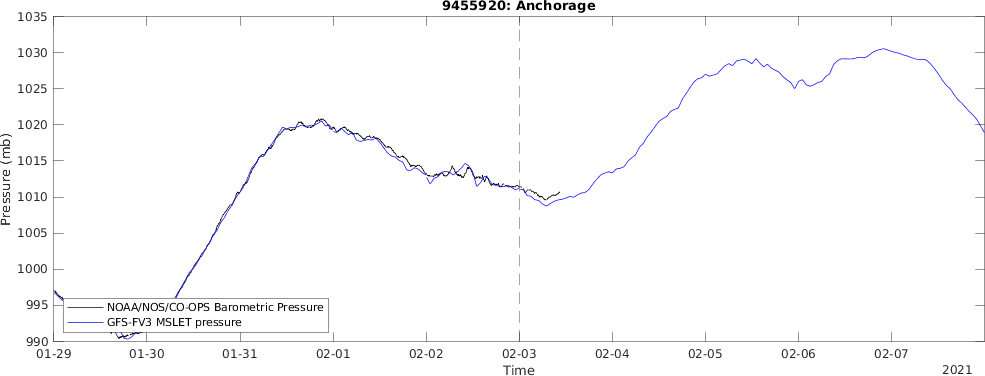 9455920: Anchorage
Pressure (mb)
1035
1030
1025
1020
1015
1010
1005
1000
995
990
NOAA/NOS/CO-OPS Barometric Pressure
GFS-FV3 MSLET pressure
01-29 01-30 01-31 02-01 02-02 02-03 02-04 02-05 02-06 02-07
Time
2021